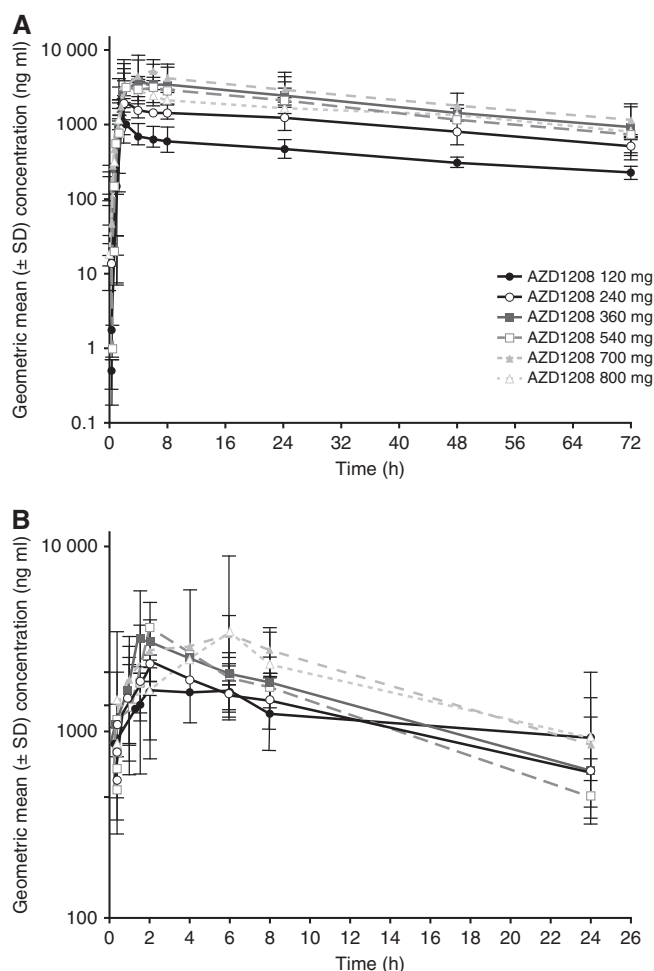 A
Geometric mean (± SD) concentration (ng ml)
10 000
1000
100
10
1
0.1
AZD1208 120 mg
AZD1208 240 mg
AZD1208 360 mg
AZD1208 540 mg
AZD1208 700 mg
AZD1208 800 mg
0 4 8 16 24 32 40 48 56 64 72
Time (h)
B
Geometric mean (± SD) concentration (ng ml)
10 000
1000
100
0 2 4 6 8 10 12 14 16 18 20 22 24 26
Time (h)